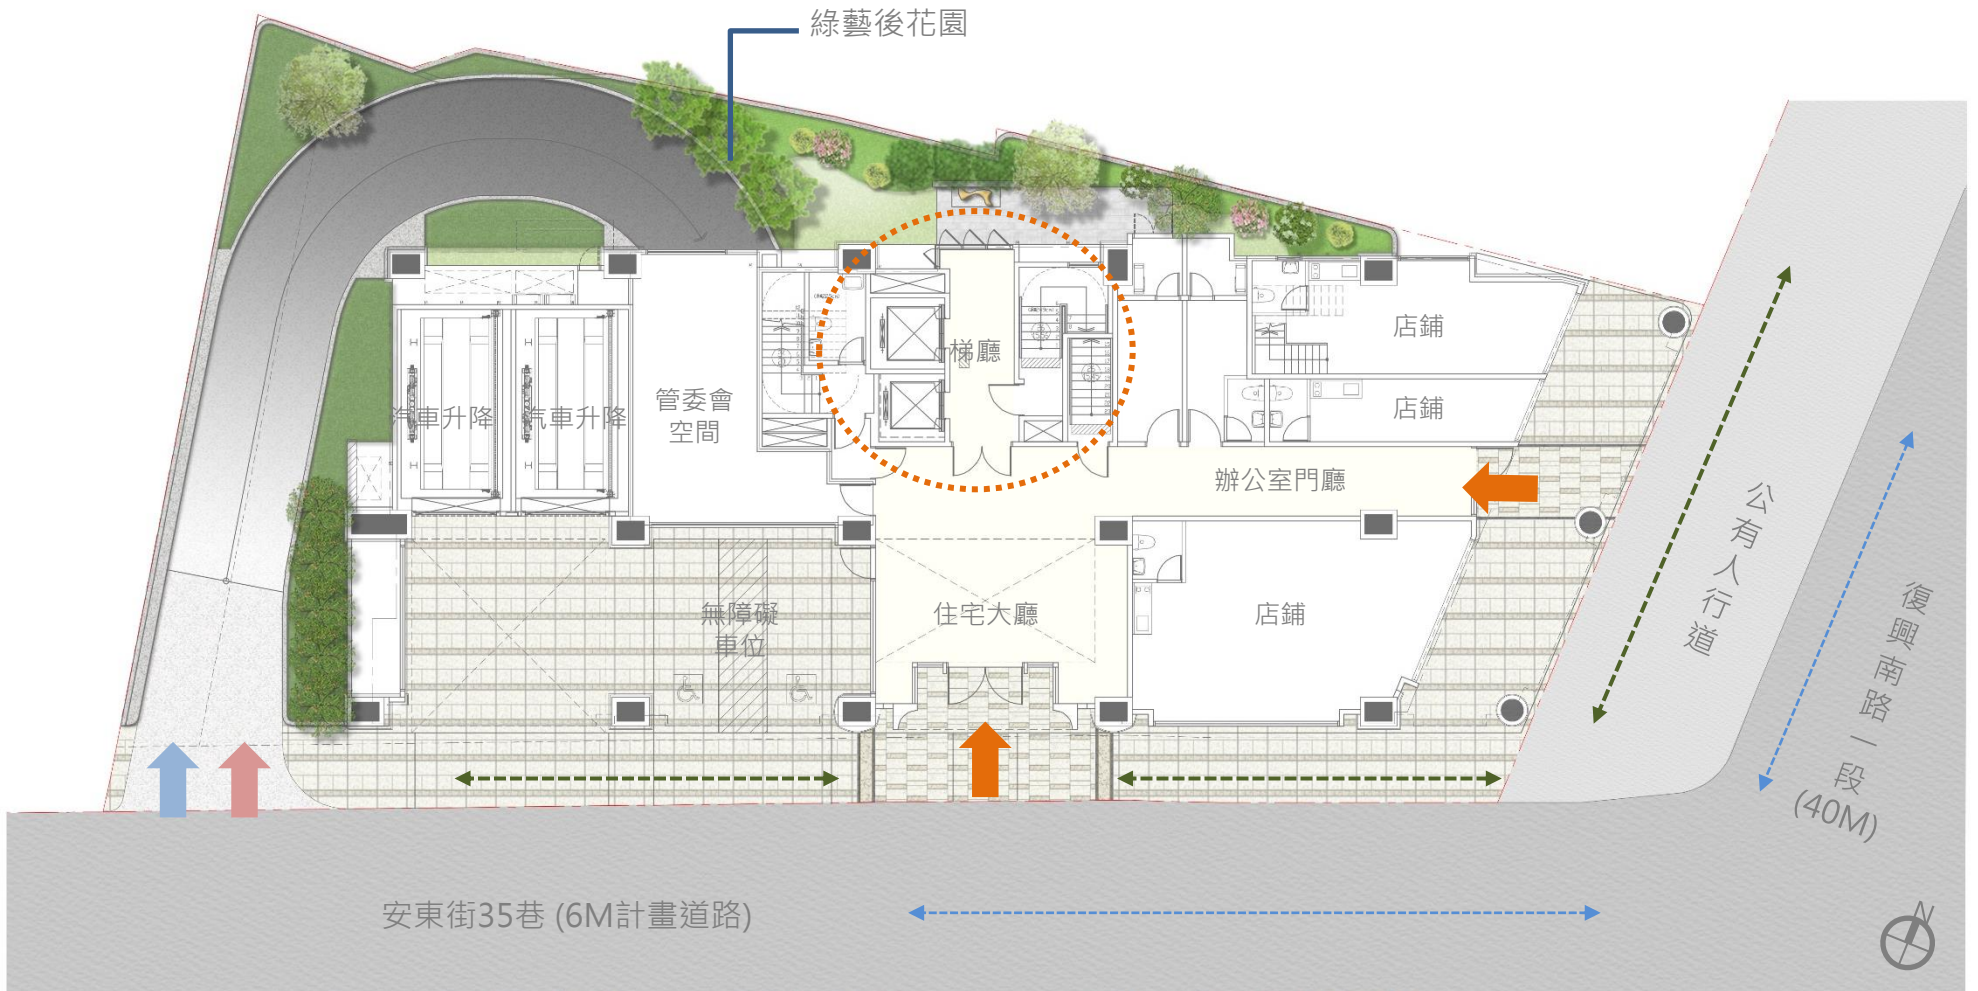 綠藝後花園
店鋪
梯廳
店鋪
汽車升降
汽車升降
管委會
空間
辦公室門廳
無障礙
車位
住宅大廳
店鋪
公有人行道
復興南路一段
(40M)
安東街35巷 (6M計畫道路)
N